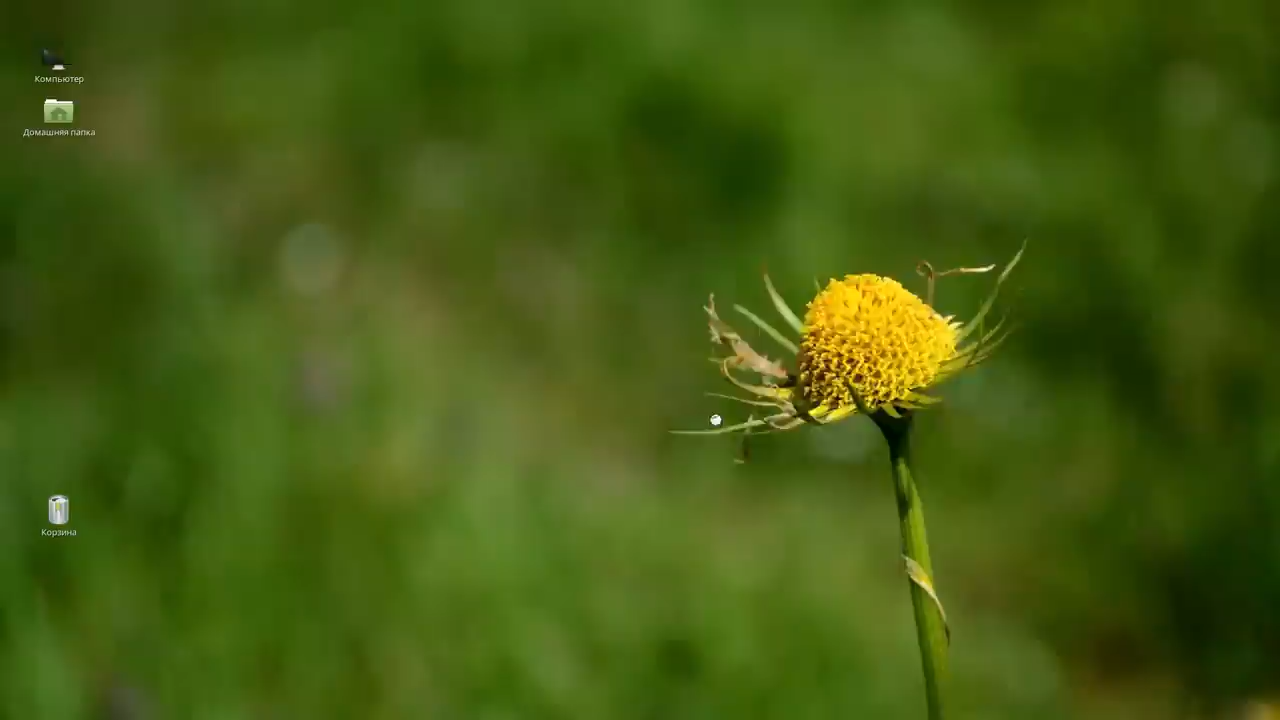 Компьютер
Домашняя папка
Корзина